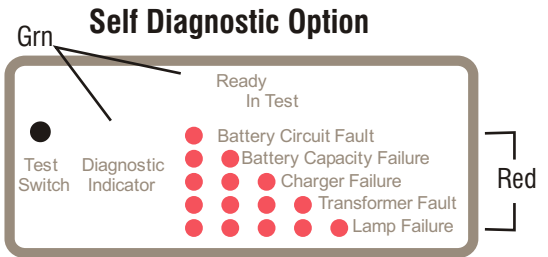 Self Diagnostic Option
Grn
Ready
In Test
Battery Circuit Fault
Battery Capacity Failure
Charger Failure
Transformer Fault
Lamp Failure
Test
Switch
Diagnostic
Indicator
Red